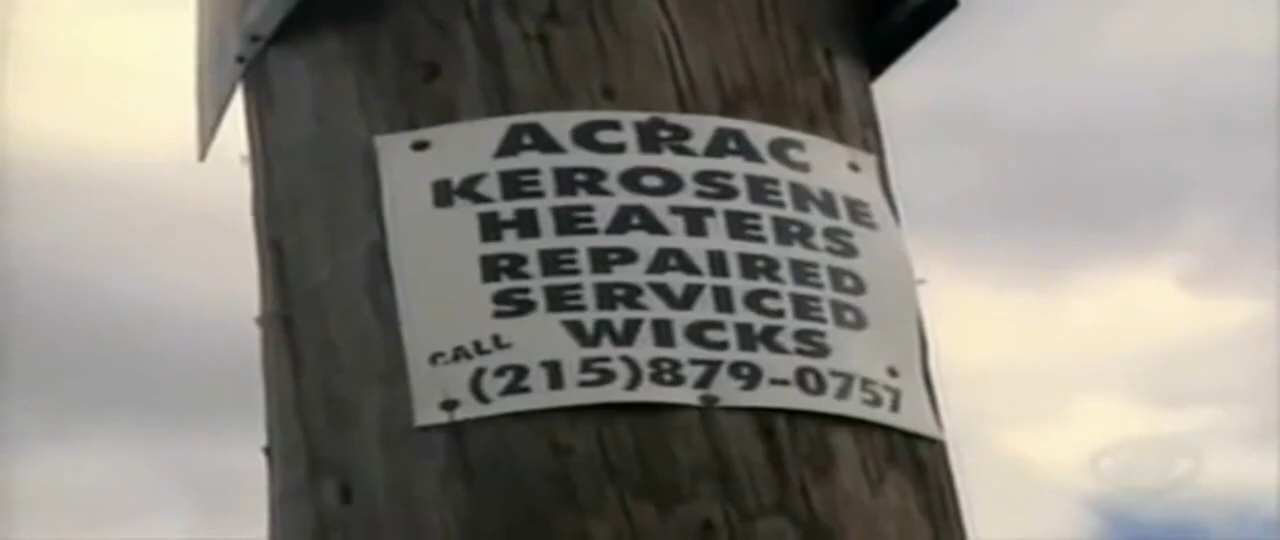 ACRAC
KEROSENE
HEATERS
REPAIRED
SERVICED
WICKS
CALL
(215)879-0757